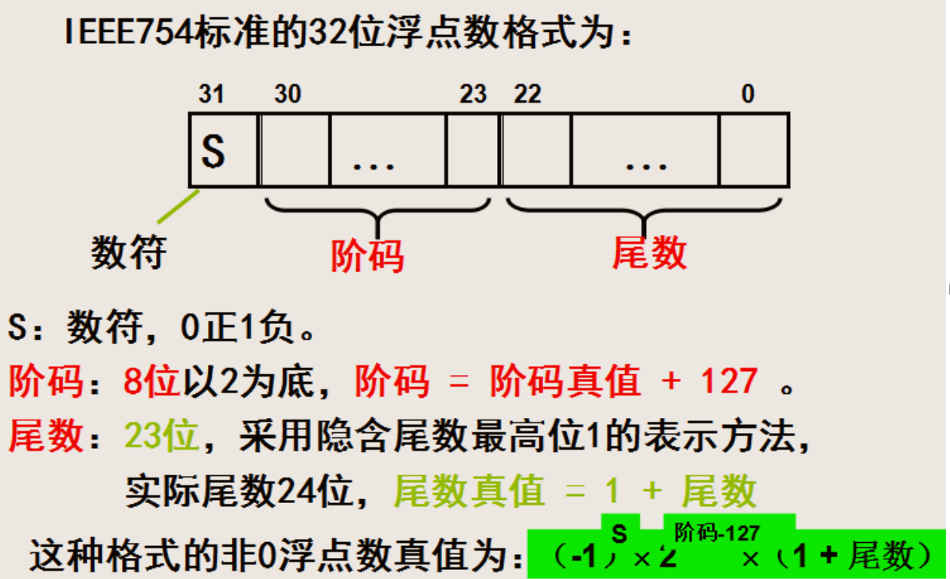 IEEE754标准的32位浮点数格式为：
31 30 23 22 0
S ... ...
数符 阶码 尾数
S：数符，0正1负。
阶码：8位以2为底，阶码 = 阶码真值 + 127 。
尾数：23位，采用隐含尾数最高位1的表示方法，
实际尾数24位，尾数真值 = 1 + 尾数
这种格式的非0浮点数真值为：（-1）S × 2 阶码-127 ×（1 + 尾数）